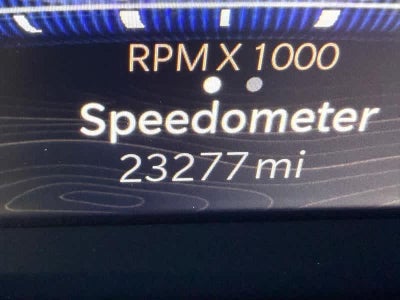 RPM X 1000
Speedometer
23277 mi